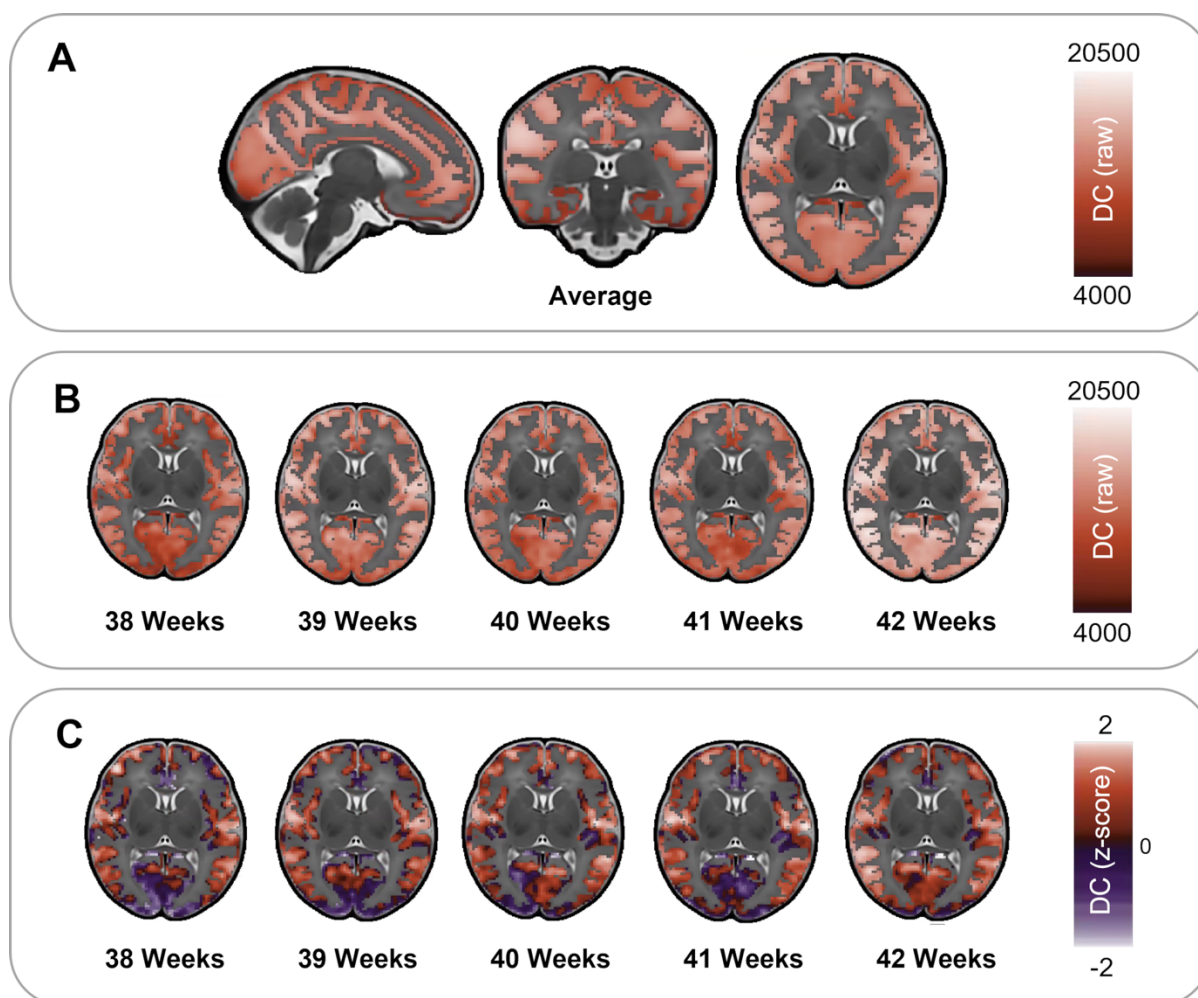 A
20500
DC (raw)
4000
Average
B
20500
DC (raw)
4000
38 Weeks
39 Weeks
40 Weeks
41 Weeks
42 Weeks
C
2
DC (z-score)
0
-2
38 Weeks
39 Weeks
40 Weeks
41 Weeks
42 Weeks